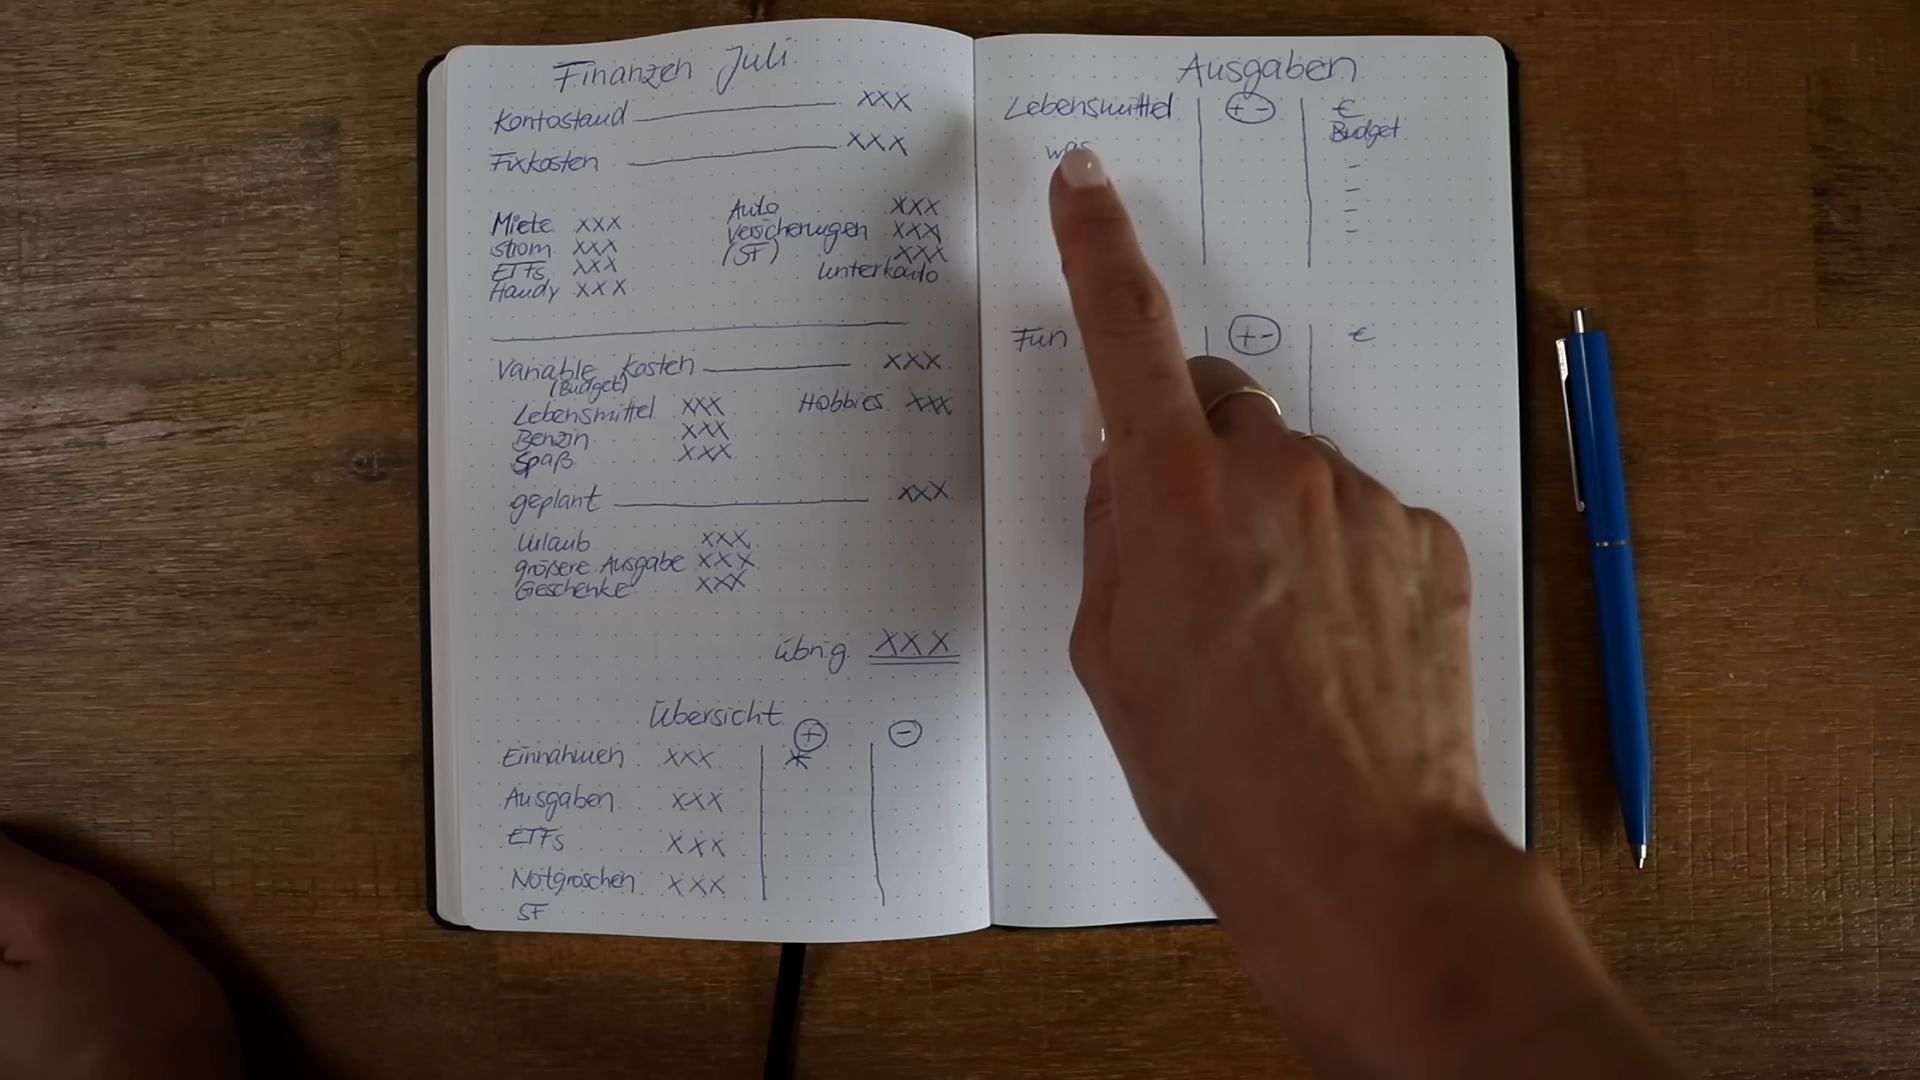 Finanzen Juli
Kontostand XXX
Fixkosten XXX
Miete XXX
Strom XXX
ETFs XXX
Handy XXX
Auto XXX
Versicherungen XXX
(SF) XXX
Unterkonto
Variable Kosten XXX
(Budget)
Lebensmittel XXX
Benzin XXX
Spaß XXX
Hobbies XXX
geplant XXX
Urlaub XXX
größere Ausgabe XXX
Geschenke XXX
übrig XXX
Übersicht + -
Einnahmen XXX
Ausgaben XXX
ETFs XXX
Notgroschen XXX
SF
Ausgaben
Lebensmittel + - €
Budget
was
Fun + - €